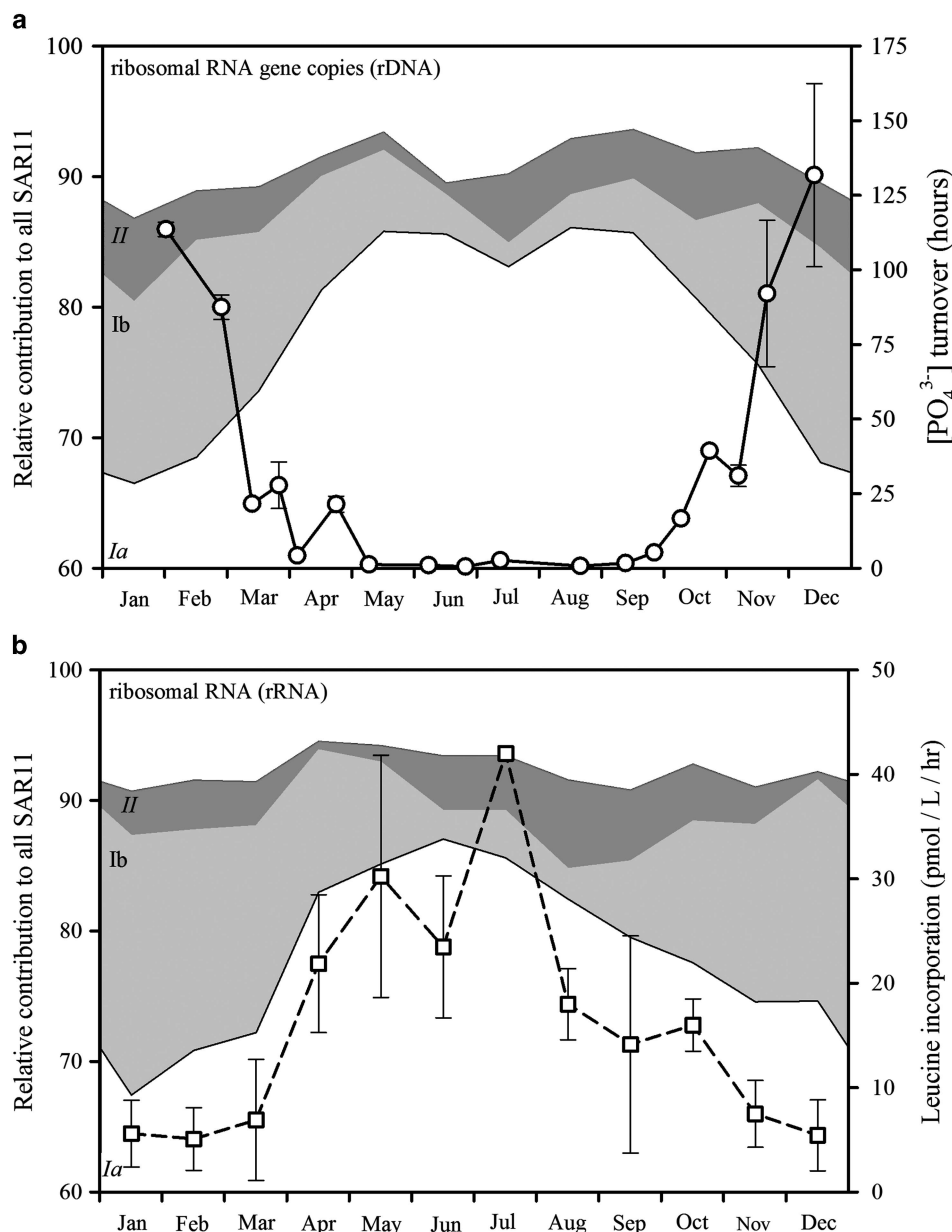 a
ribosomal RNA gene copies (rDNA)
Relative contribution to all SAR11
[PO₄³⁻] turnover (hours)
100
90
80
70
60
175
150
125
100
75
50
25
0
II
Ib
Ia
Jan Feb Mar Apr May Jun Jul Aug Sep Oct Nov Dec
b
ribosomal RNA (rRNA)
Relative contribution to all SAR11
Leucine incorporation (pmol / L / hr)
100
90
80
70
60
50
40
30
20
10
0
II
Ib
Ia
Jan Feb Mar Apr May Jun Jul Aug Sep Oct Nov Dec